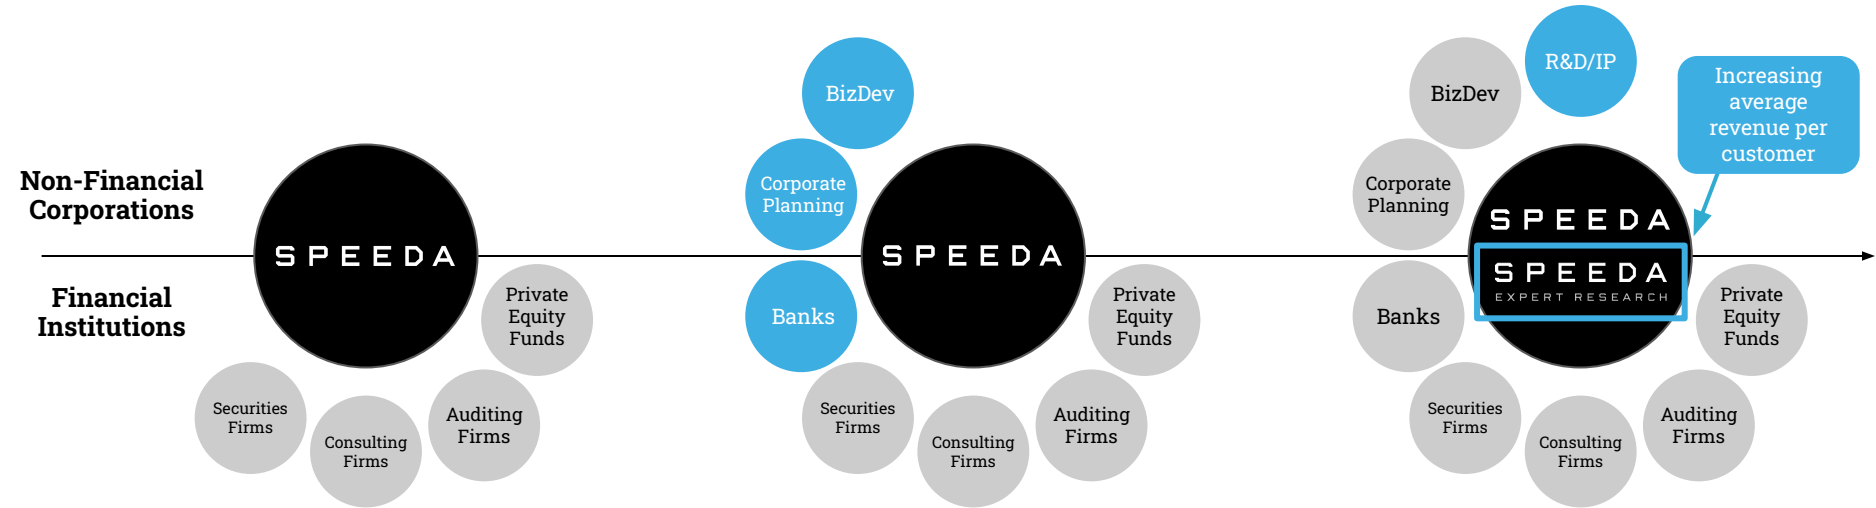 Non-Financial
Corporations
Financial
Institutions
SPEEDA
Private
Equity
Funds
Securities
Firms
Consulting
Firms
Auditing
Firms
BizDev
Corporate
Planning
Banks
SPEEDA
Private
Equity
Funds
Securities
Firms
Consulting
Firms
Auditing
Firms
R&D/IP
BizDev
Corporate
Planning
Banks
SPEEDA
SPEEDA
EXPERT RESEARCH
Increasing
average
revenue per
customer
Private
Equity
Funds
Securities
Firms
Consulting
Firms
Auditing
Firms